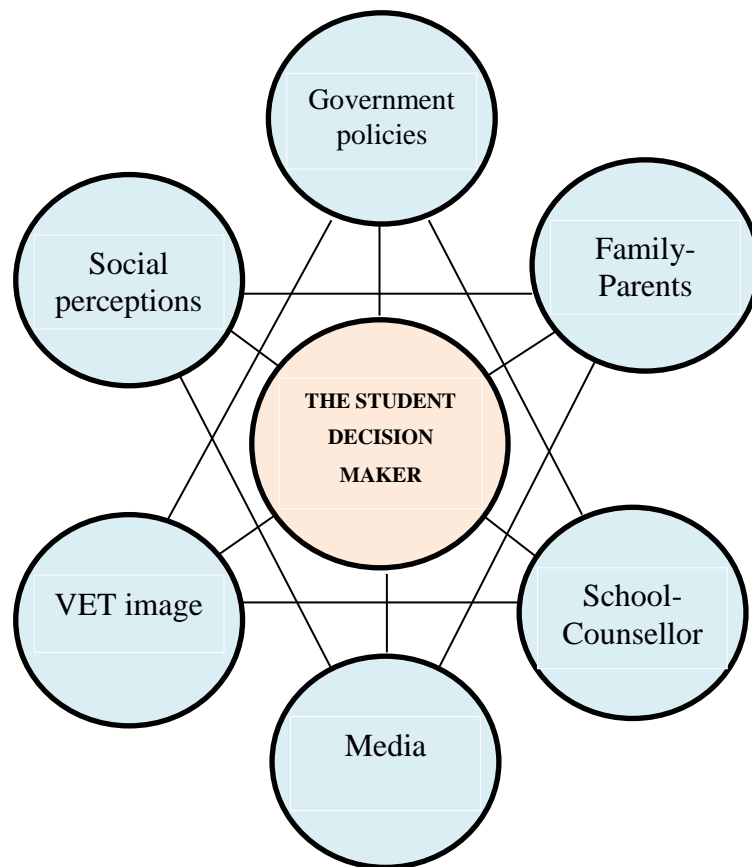 Government
policies
Family-
Parents
Social
perceptions
THE STUDENT
DECISION
MAKER
VET image
School-
Counsellor
Media